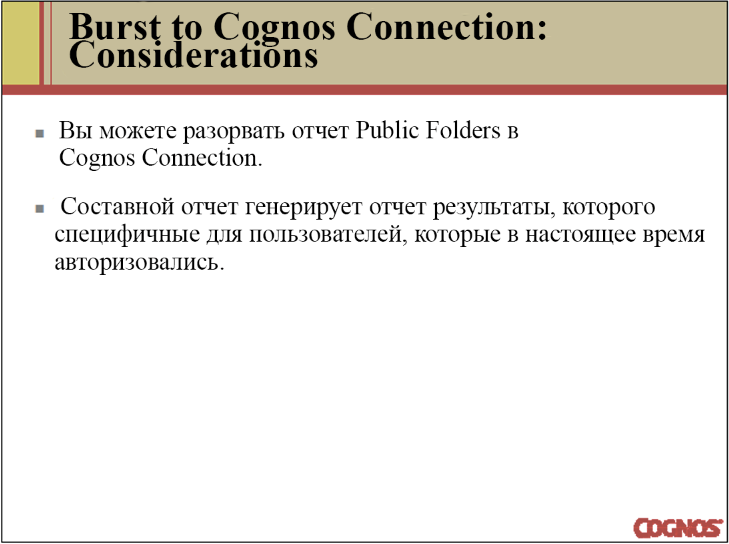 Burst to Cognos Connection:
Considerations
Вы можете разорвать отчет Public Folders в
Cognos Connection.
Составной отчет генерирует отчет результаты, которого
специфичные для пользователей, которые в настоящее время
авторизовались.
COGNOS